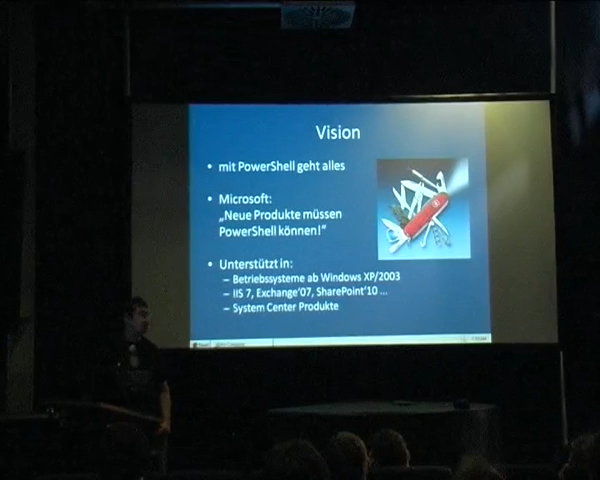 Vision
• mit PowerShell geht alles
• Microsoft:
„Neue Produkte müssen
PowerShell können!“
• Unterstützt in:
– Betriebssysteme ab Windows XP/2003
– IIS 7, Exchange'07, SharePoint'10 ...
– System Center Produkte